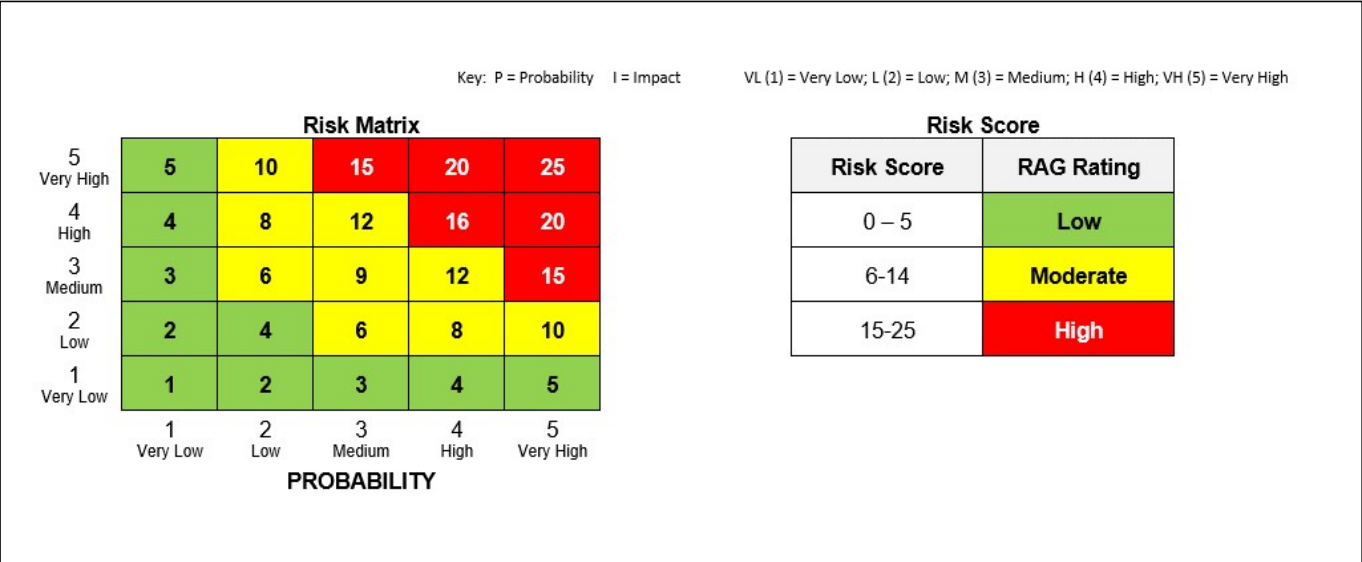 Key: P = Probability I = Impact VL (1) = Very Low; L (2) = Low; M (3) = Medium; H (4) = High; VH (5) = Very High
Risk Matrix
5
Very High
5 10 15 20 25
4
High
4 8 12 16 20
3
Medium
3 6 9 12 15
2
Low
2 4 6 8 10
1
Very Low
1 2 3 4 5
1 2 3 4 5
Very Low Low Medium High Very High
PROBABILITY
Risk Score
Risk Score RAG Rating
0 – 5 Low
6-14 Moderate
15-25 High